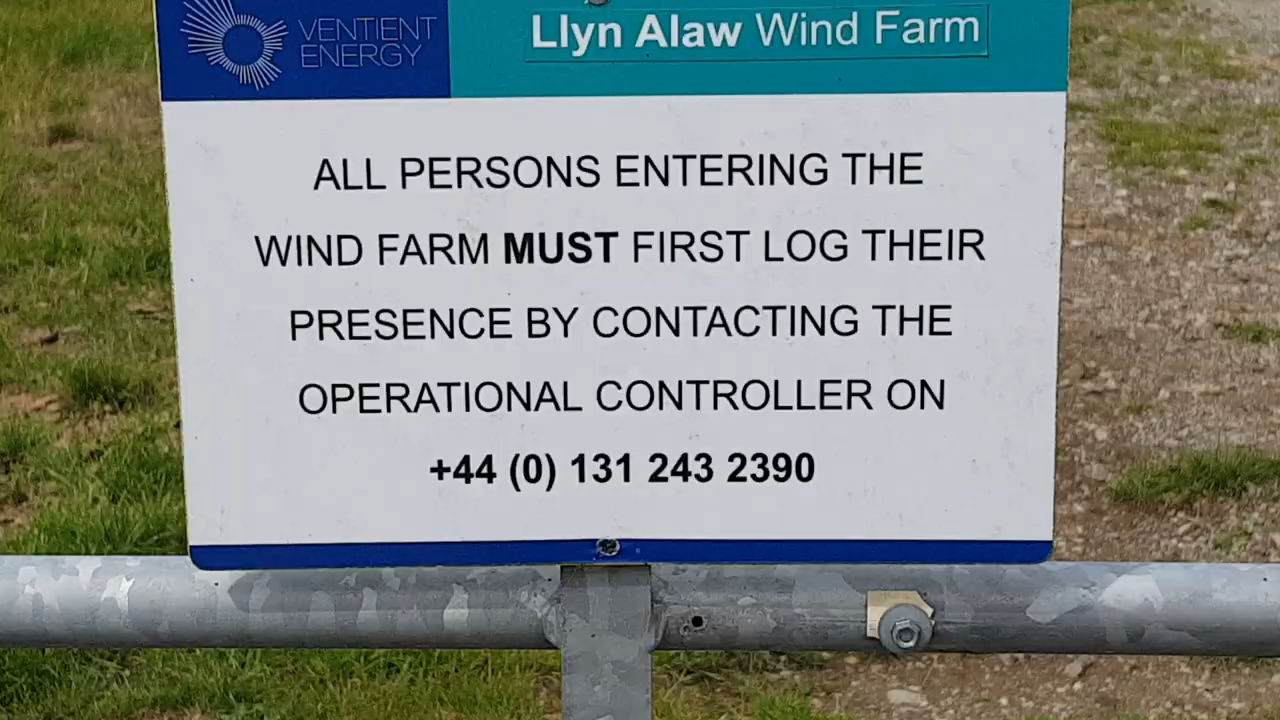 VENTIENT
ENERGY
Llyn Alaw Wind Farm
ALL PERSONS ENTERING THE
WIND FARM MUST FIRST LOG THEIR
PRESENCE BY CONTACTING THE
OPERATIONAL CONTROLLER ON
+44 (0) 131 243 2390